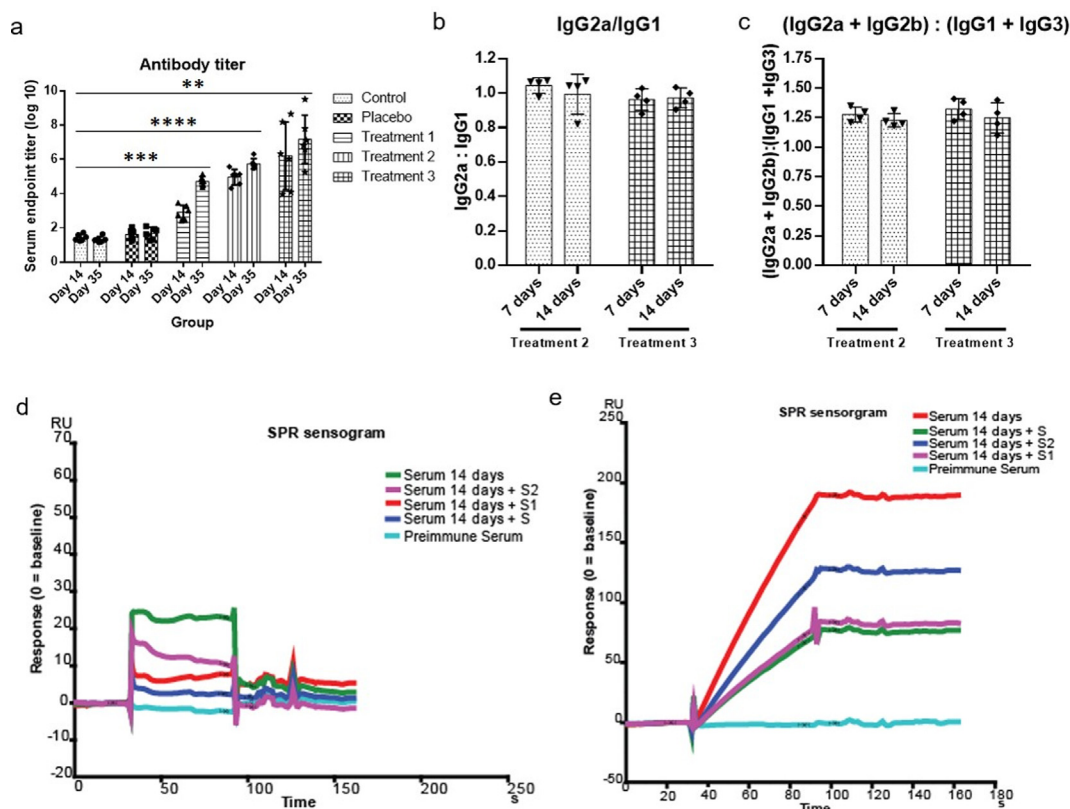 a
Antibody titer
**
****
***
Serum endpoint titer (log 10)
10
8
6
4
2
0
Day 14
Day 35
Day 14
Day 35
Day 14
Day 35
Day 14
Day 35
Day 14
Day 35
Group
Control
Placebo
Treatment 1
Treatment 2
Treatment 3
b
IgG2a/IgG1
IgG2a : IgG1
1.2
1.0
0.8
0.6
0.4
0.2
0.0
7 days
14 days
7 days
14 days
Treatment 2
Treatment 3
c
(IgG2a + IgG2b) : (IgG1 + IgG3)
(IgG2a + IgG2b):(IgG1 +IgG3)
1.75
1.50
1.25
1.00
0.75
0.50
0.25
0.00
7 days
14 days
7 days
14 days
Treatment 2
Treatment 3
d
RU
SPR sensogram
Response (0 = baseline)
70
60
50
40
30
20
10
0
-10
-20
0
50
100
150
200
250
Time
s
Serum 14 days
Serum 14 days + S2
Serum 14 days + S1
Serum 14 days + S
Preimmune Serum
e
RU
SPR sensorgram
Response (0 = baseline)
250
200
150
100
50
0
-50
0
20
40
60
80
100
120
140
160
180
Time
s
Serum 14 days
Serum 14 days + S
Serum 14 days + S2
Serum 14 days + S1
Preimmune Serum